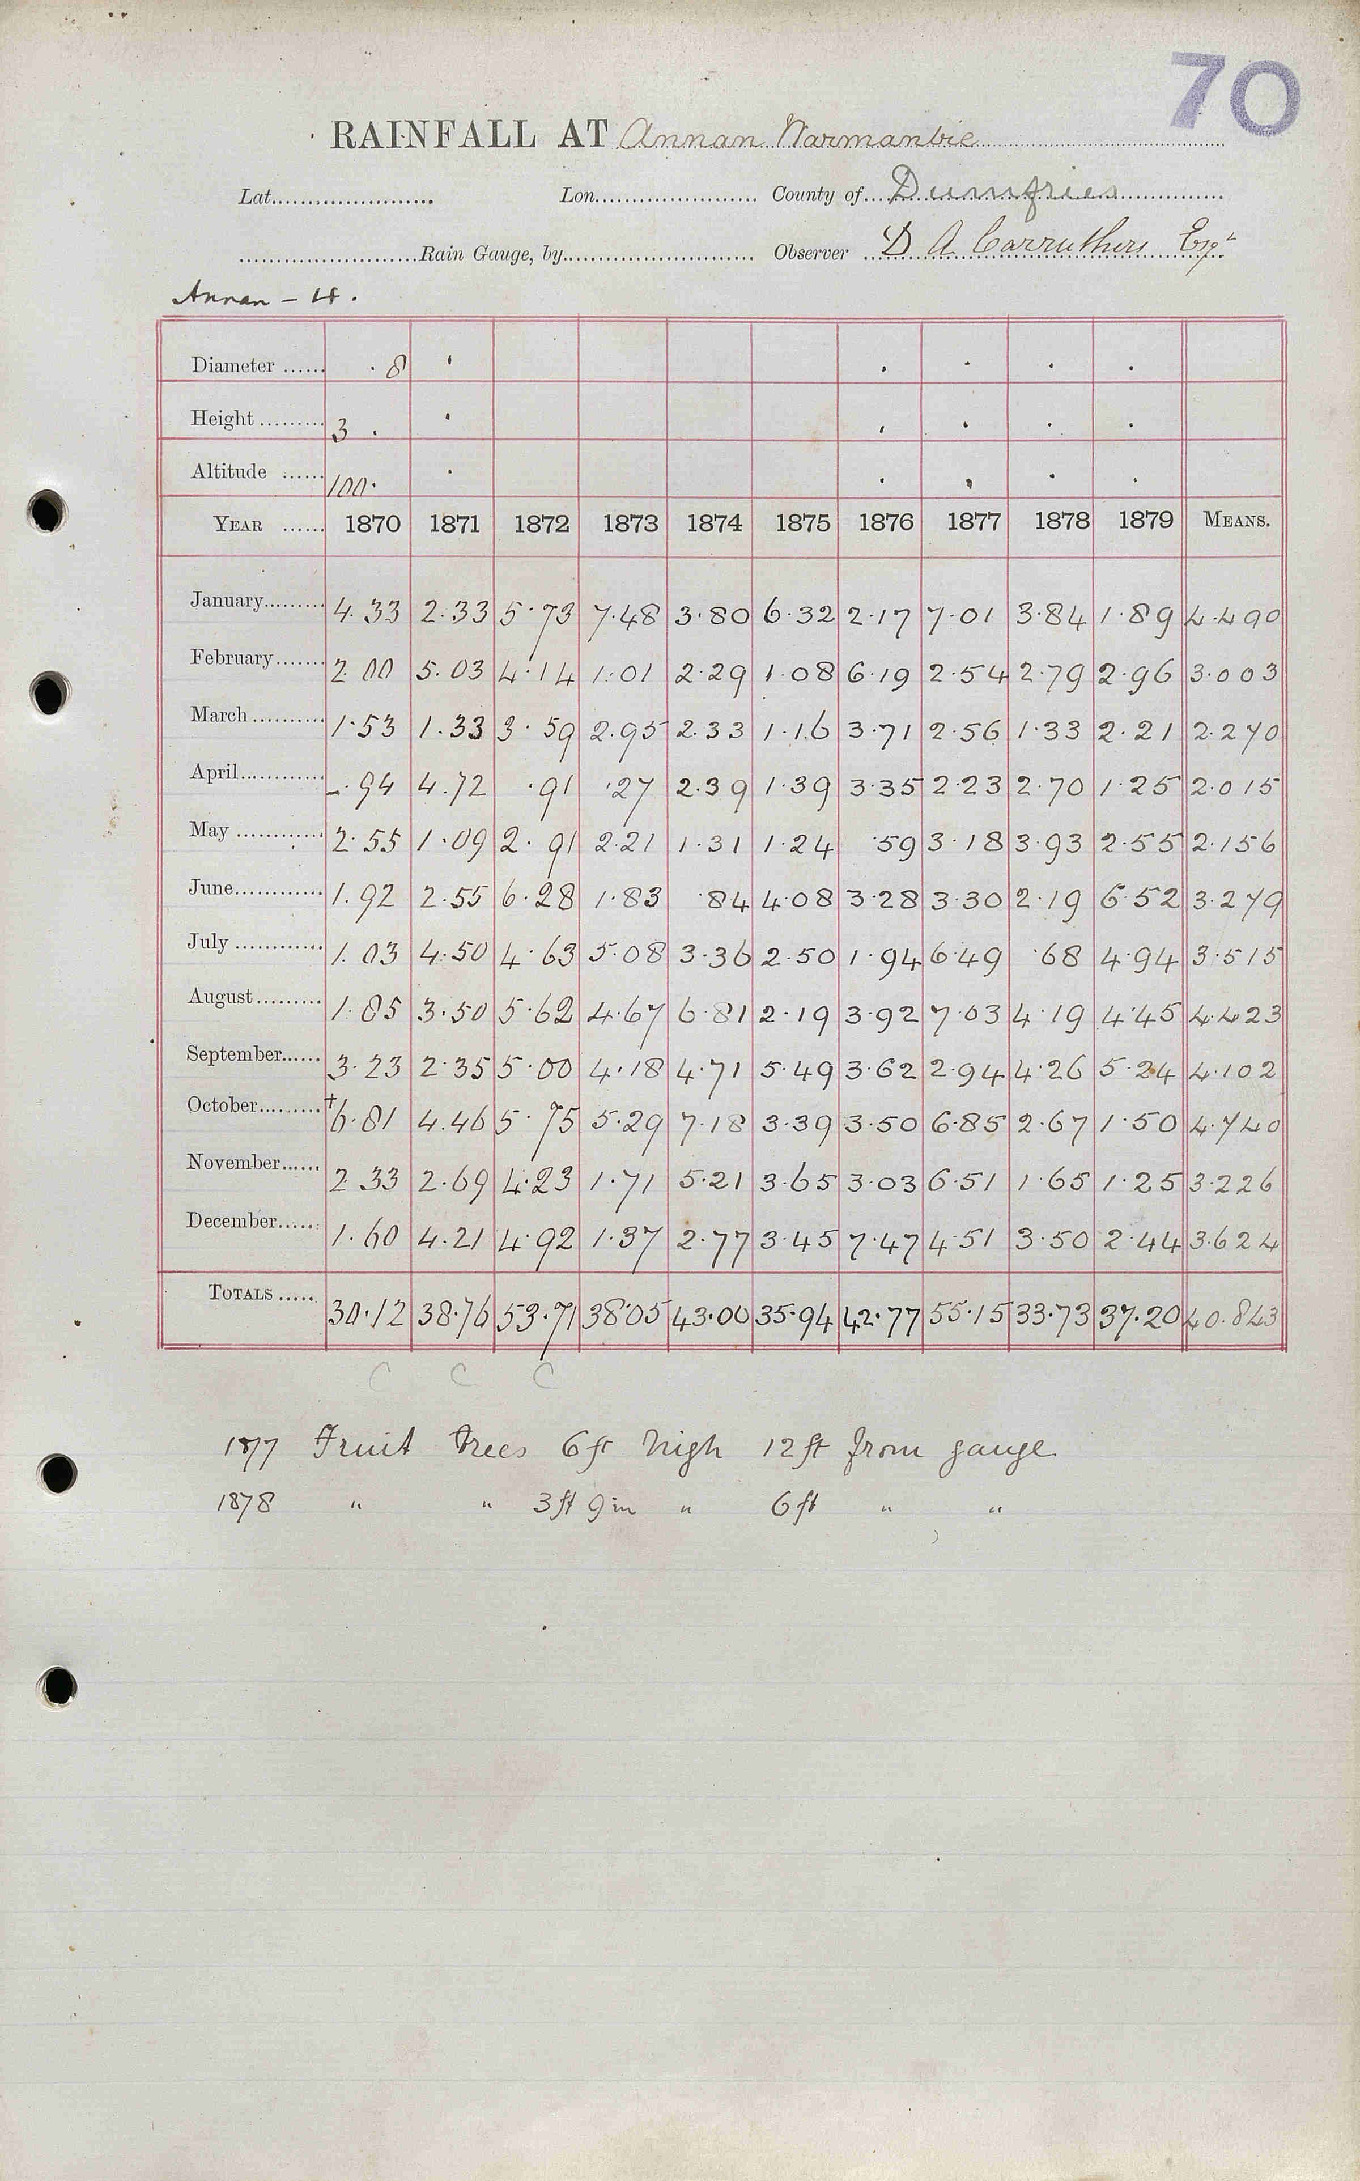 70
RAINFALL AT Annan Warmanbie
Lat. Lon. County of Dumfries
Rain Gauge, by Observer D A Carruthers Esqr
Annan – 4.
Diameter 8
Height 3
Altitude 100
YEAR 1870 1871 1872 1873 1874 1875 1876 1877 1878 1879 MEANS.
January 4.33 2.33 5.73 7.48 3.80 6.32 2.17 7.01 3.84 1.89 4.490
February 2.00 5.03 4.14 1.01 2.29 1.08 6.19 2.54 2.79 2.96 3.003
March 1.53 1.33 3.59 2.95 2.33 1.16 3.71 2.56 1.33 2.21 2.270
April -.94 4.72 .91 .27 2.39 1.39 3.35 2.23 2.70 1.25 2.015
May 2.55 1.09 2.91 2.21 1.31 1.24 .59 3.18 3.93 2.55 2.156
June 1.92 2.55 6.28 1.83 .84 4.08 3.28 3.30 2.19 6.52 3.279
July 1.03 4.50 4.63 5.08 3.36 2.50 1.94 6.49 .68 4.94 3.515
August 1.85 3.50 5.62 4.67 6.81 2.19 3.92 7.03 4.19 4.45 4.423
September 3.23 2.35 5.00 4.18 4.71 5.49 3.62 2.94 4.26 5.24 4.102
October +6.81 4.46 5.75 5.29 7.18 3.39 3.50 6.85 2.67 1.50 4.740
November 2.33 2.69 4.23 1.71 5.21 3.65 3.03 6.51 1.65 1.25 3.226
December 1.60 4.21 4.92 1.37 2.77 3.45 7.47 4.51 3.50 2.44 3.624
TOTALS 30.12 38.76 53.71 38.05 43.00 35.94 42.77 55.15 33.73 37.20 40.843
C C C
1877 Fruit trees 6ft high 12ft from gauge
1878 " " 3ft 9in " 6ft " "